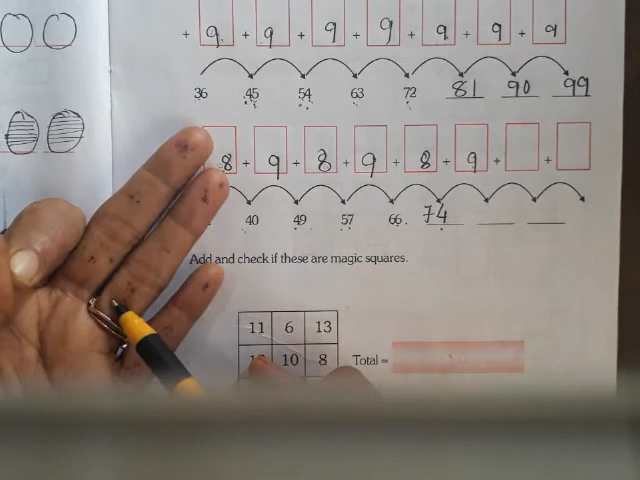 + 9 + 9 + 9 + 9 + 9 + 9 + 9
36 45 54 63 72 81 90 99
8 + 9 + 8 + 9 + 8 + 9 + +
40 49 57 66 74
Add and check if these are magic squares.
11 6 13
10 8 Total =